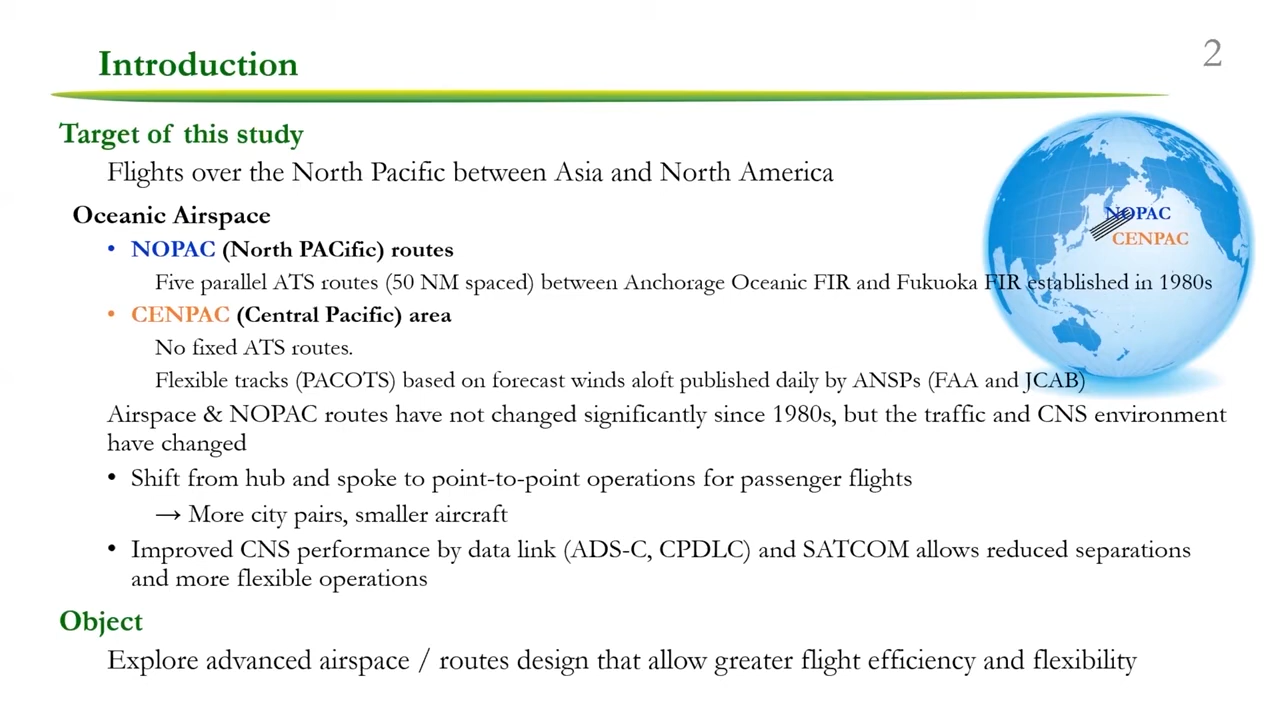 Introduction
2
Target of this study
Flights over the North Pacific between Asia and North America
Oceanic Airspace
• NOPAC (North PACific) routes
Five parallel ATS routes (50 NM spaced) between Anchorage Oceanic FIR and Fukuoka FIR established in 1980s
• CENPAC (Central Pacific) area
No fixed ATS routes.
Flexible tracks (PACOTS) based on forecast winds aloft published daily by ANSPs (FAA and JCAB)
NOPAC
CENPAC
Airspace & NOPAC routes have not changed significantly since 1980s, but the traffic and CNS environment
have changed
• Shift from hub and spoke to point-to-point operations for passenger flights
→ More city pairs, smaller aircraft
• Improved CNS performance by data link (ADS-C, CPDLC) and SATCOM allows reduced separations
and more flexible operations
Object
Explore advanced airspace / routes design that allow greater flight efficiency and flexibility